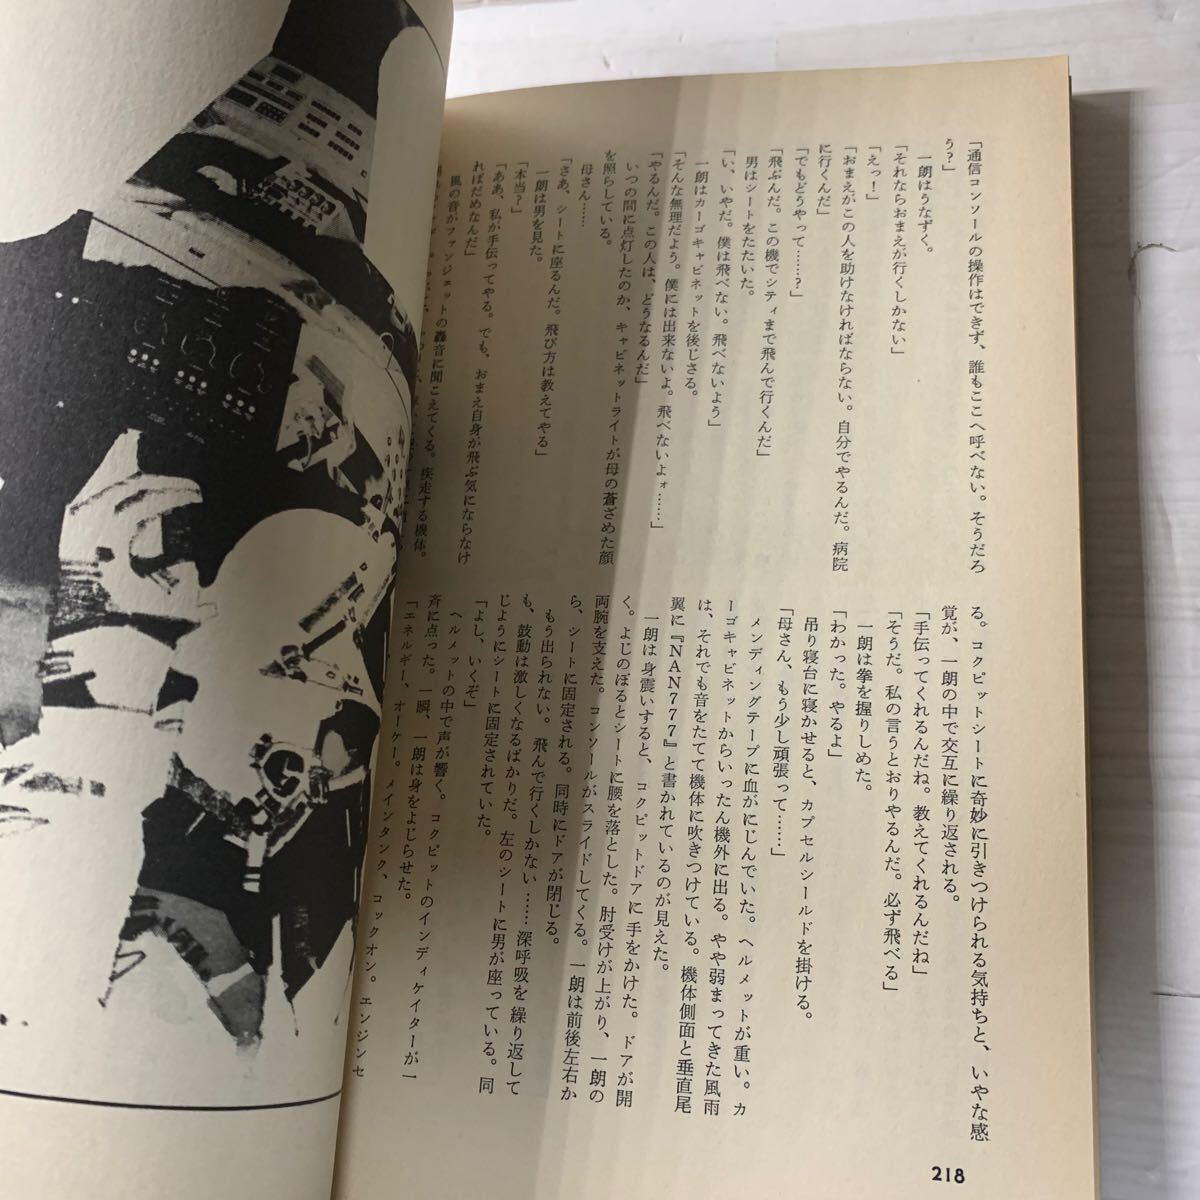 「通信コンソールの操作はできず、誰もここへ呼べない。そうだろ
う？」
一朗はうなずく。
「それならおまえが行くしかない」
「えっ！」
「おまえがこの人を助けなければならない。自分でやるんだ。病院
に行くんだ」
「でもどうやって……？」
「飛ぶんだ。この機でシティまで飛んで行くんだ」
男はシートをたたいた。
「い、いやだ。僕は飛べない。飛べないよう」
一朗はカーゴキャビネットを後じさる。
「そんな無理だよう。僕には出来ないよ。飛べないよォ……」
「やるんだ。この人は、どうなるんだ」
いつの間に点灯したのか、キャビネットライトが母の蒼ざめた顔
を照らしている。
母さん……
「さあ、シートに座るんだ。飛び方は教えてやる」
一朗は男を見た。
「本当？」
「ああ、私が手伝ってやる。でも、おまえ自身が飛ぶ気にならなけ
ればだめなんだ」
風の音がファンジェットの轟音に聞こえてくる。疾走する機体。
る。コクピットシートに奇妙に引きつけられる気持ちと、いやな感
覚が、一朗の中で交互に繰り返される。
「手伝ってくれるんだね。教えてくれるんだね」
「そうだ。私の言うとおりやるんだ。必ず飛べる」
一朗は拳を握りしめた。
「わかった。やるよ」
吊り寝台に寝かせると、カプセルシールドを掛ける。
「母さん、もう少し頑張って……」
メンディングテープに血がにじんでいた。ヘルメットが重い。カ
ーゴキャビネットからいったん機外に出る。やや弱まってきた風雨
は、それでも音をたてて機体に吹きつけている。機体側面と垂直尾
翼に『NAN777』と書かれているのが見えた。
一朗は身震いすると、コクピットドアに手をかけた。ドアが開
く。よじのぼるとシートに腰を落とした。肘受けが上がり、一朗の
両腕を支えた。コンソールがスライドしてくる。一朗は前後左右か
ら、シートに固定される。同時にドアが閉じる。
もう出られない。飛んで行くしかない……深呼吸を繰り返して
も、鼓動は激しくなるばかりだ。左のシートに男が座っている。同
じようにシートに固定されていた。
「よし、いくぞ」
ヘルメットの中で声が響く。コクピットのインディケイターが一
斉に点った。一瞬、一朗は身をよじらせた。
「エネルギー、オーケー。メインタンク、コックオン。エンジンセ
218